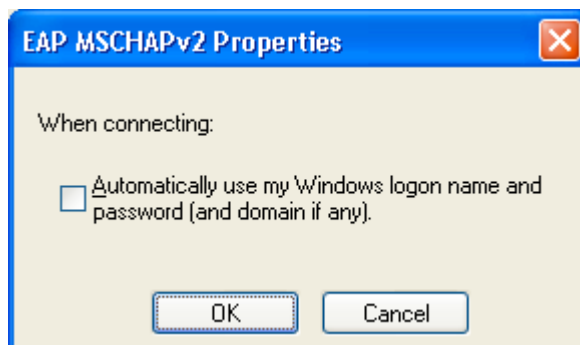 EAP MSCHAPv2 Properties
When connecting:
Automatically use my Windows logon name and
password (and domain if any).
OK Cancel